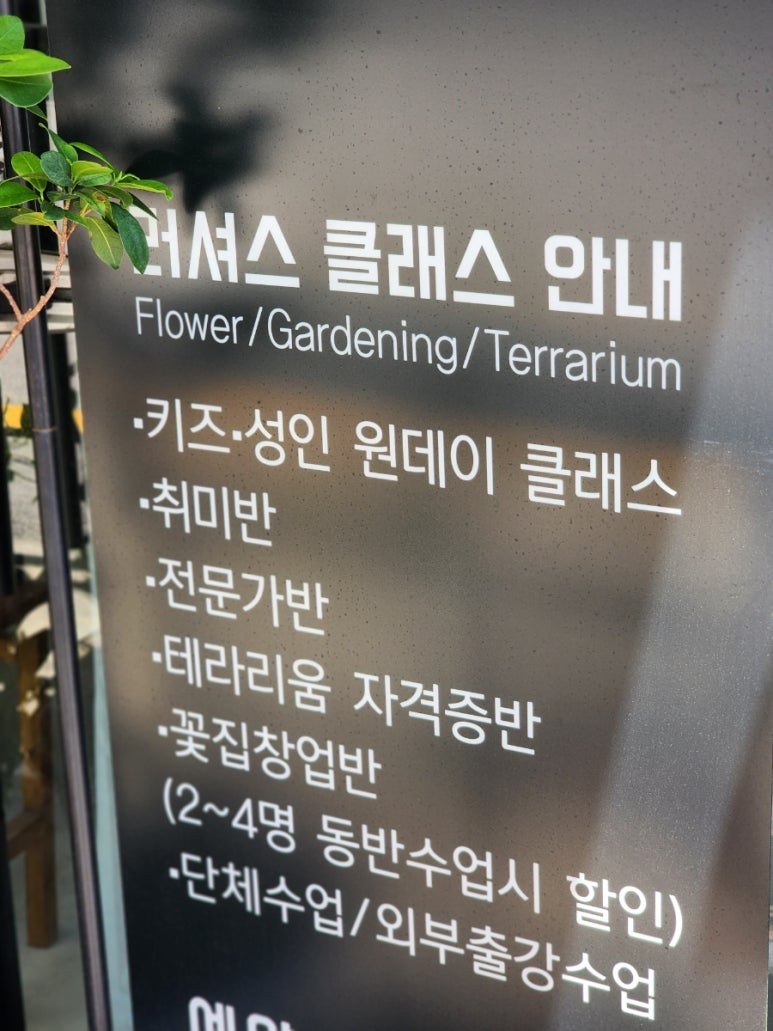 클래스 안내
Flower/Gardening/Terrarium
·키즈·성인 원데이 클래스
·취미반
·전문가반
·테라리움 자격증반
·꽃집창업반
(2~4명 동반수업시 할인)
·단체수업/외부출강수업